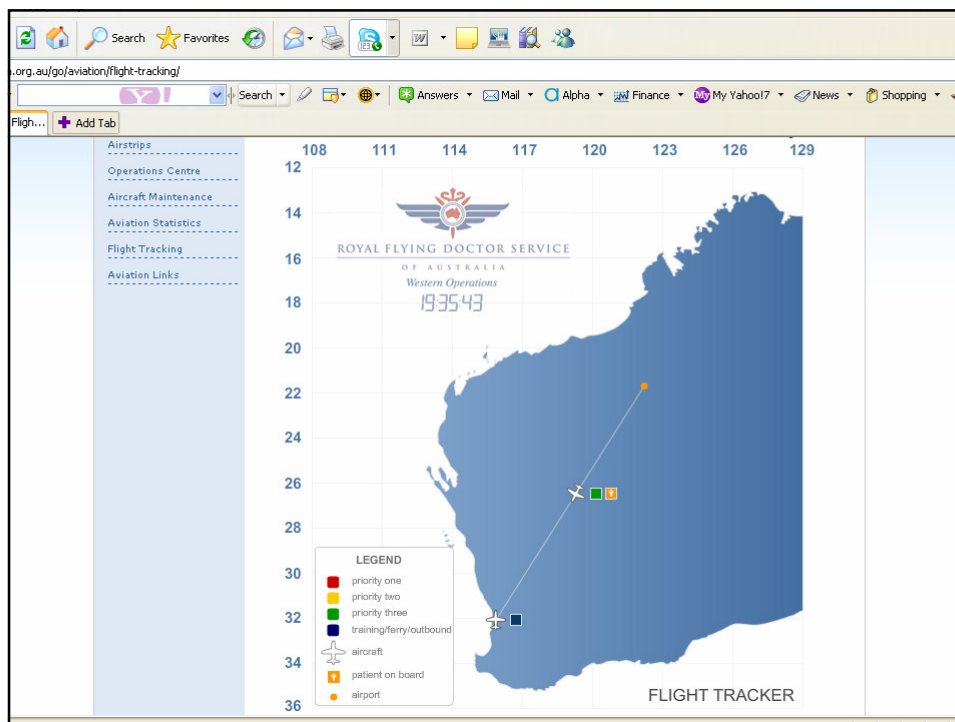 Search
Favorites
.org.au/go/aviation/flight-tracking/
Search
Answers
Mail
Alpha
Finance
My Yahoo!7
News
Shopping
Fligh...
Add Tab
Airstrips
Operations Centre
Aircraft Maintenance
Aviation Statistics
Flight Tracking
Aviation Links
108 111 114 117 120 123 126 129
12
14
16
18
20
22
24
26
28
30
32
34
36
ROYAL FLYING DOCTOR SERVICE
OF AUSTRALIA
Western Operations
19:35:43
LEGEND
priority one
priority two
priority three
training/ferry/outbound
aircraft
patient on board
airport
FLIGHT TRACKER